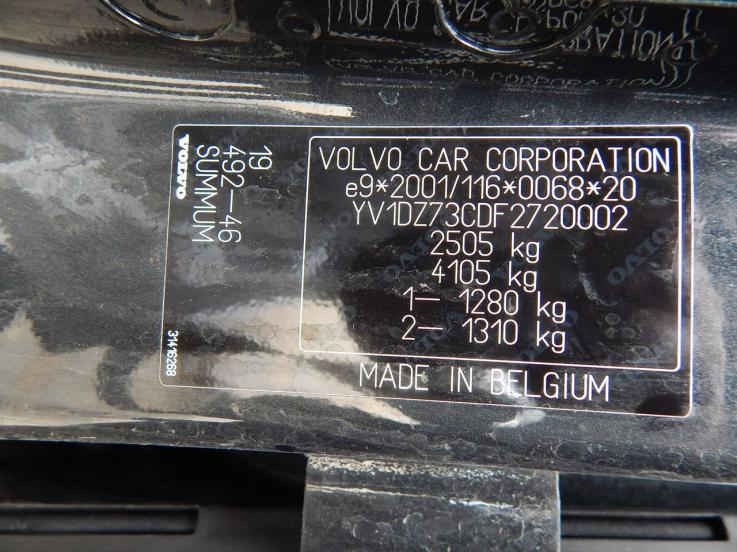 VOLVO CAR CORPORATION
e9*2001/116*0068*20
YV1DZ73CDF2720002
2505 kg
4105 kg
1— 1280 kg
2— 1310 kg
MADE IN BELGIUM
19
492—46
SUMMUM
VOLVO
31416268